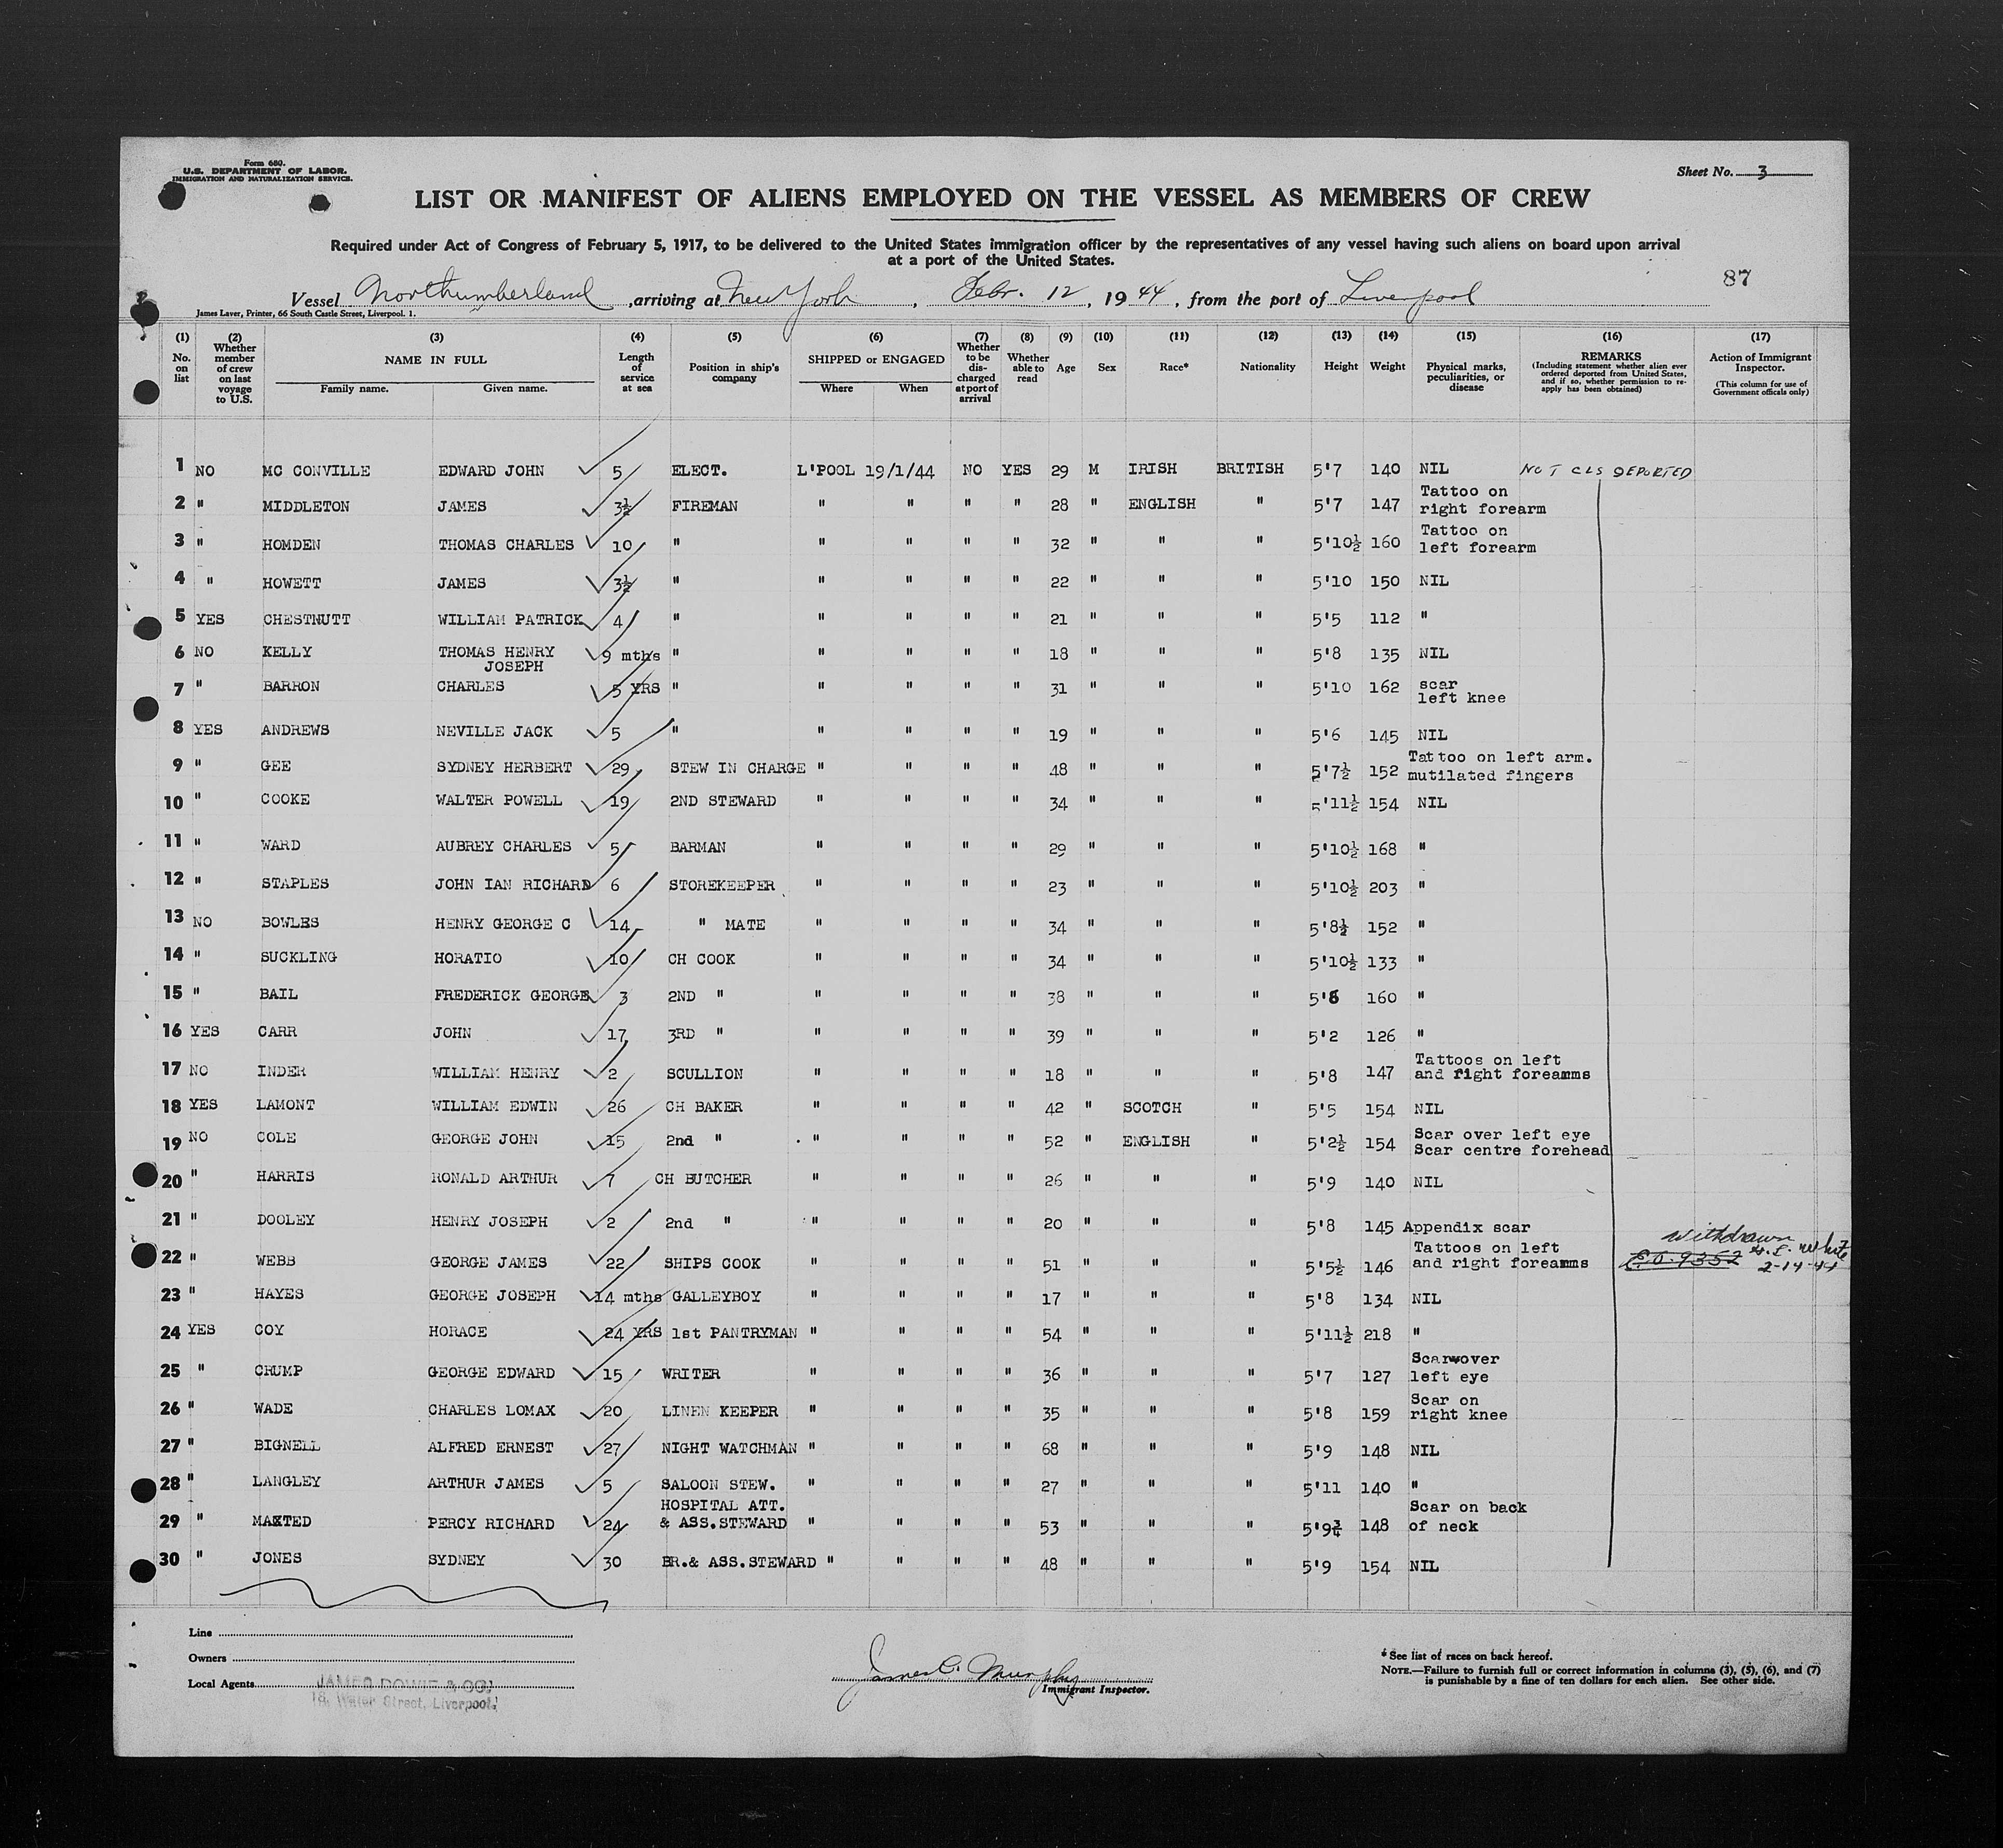 Form 680.
U.S. DEPARTMENT OF LABOR.
IMMIGRATION AND NATURALIZATION SERVICE.
Sheet No. 3
LIST OR MANIFEST OF ALIENS EMPLOYED ON THE VESSEL AS MEMBERS OF CREW
Required under Act of Congress of February 5, 1917, to be delivered to the United States immigration officer by the representatives of any vessel having such aliens on board upon arrival
at a port of the United States.
87
Vessel Northumberland, arriving at New York, Febr. 12, 1944, from the port of Liverpool
James Laver, Printer, 66 South Castle Street, Liverpool. 1.
(1) No. on list (2) Whether member of crew on last voyage to U.S. (3) NAME IN FULL Family name. Given name. (4) Length of service at sea (5) Position in ship's company (6) SHIPPED or ENGAGED Where When (7) Whether to be discharged at port of arrival (8) Whether able to read (9) Age (10) Sex (11) Race* (12) Nationality (13) Height (14) Weight (15) Physical marks, peculiarities, or disease (16) REMARKS (Including statement whether alien ever ordered deported from United States, and if so, whether permission to re-apply has been obtained) (17) Action of Immigrant Inspector. (This column for use of Government officals only)
1 NO MC CONVILLE EDWARD JOHN 5 ELECT. L'POOL 19/1/44 NO YES 29 M IRISH BRITISH 5'7 140 NIL NOT CLS DEPORTED
2 " MIDDLETON JAMES 3½ FIREMAN " " " " 28 " ENGLISH " 5'7 147 Tattoo on right forearm
3 " HOMDEN THOMAS CHARLES 10 " " " " " 32 " " " 5'10½ 160 Tattoo on left forearm
4 " HOWETT JAMES 3½ " " " " " 22 " " " 5'10 150 NIL
5 YES CHESTNUTT WILLIAM PATRICK 4 " " " " " 21 " " " 5'5 112 "
6 NO KELLY THOMAS HENRY JOSEPH 9 mths " " " " " 18 " " " 5'8 135 NIL
7 " BARRON CHARLES 5 YRS " " " " " 31 " " " 5'10 162 scar left knee
8 YES ANDREWS NEVILLE JACK 5 " " " " " 19 " " " 5'6 145 NIL
9 " GEE SYDNEY HERBERT 29 STEW IN CHARGE " " " " 48 " " " 5'7½ 152 Tattoo on left arm. mutilated fingers
10 " COOKE WALTER POWELL 19 2ND STEWARD " " " " 34 " " " 5'11½ 154 NIL
11 " WARD AUBREY CHARLES 5 BARMAN " " " " 29 " " " 5'10½ 168 "
12 " STAPLES JOHN IAN RICHARD 6 STOREKEEPER " " " " 23 " " " 5'10½ 203 "
13 NO BOWLES HENRY GEORGE C 14 " MATE " " " " 34 " " " 5'8½ 152 "
14 " SUCKLING HORATIO 10 CH COOK " " " " 34 " " " 5'10½ 133 "
15 " BAIL FREDERICK GEORGE 3 2ND " " " " " 38 " " " 5'8 160 "
16 YES CARR JOHN 17 3RD " " " " " 39 " " " 5'2 126 "
17 NO INDER WILLIAM HENRY 2 SCULLION " " " " 18 " " " 5'8 147 Tattoos on left and right foreamms
18 YES LAMONT WILLIAM EDWIN 26 CH BAKER " " " " 42 " SCOTCH " 5'5 154 NIL
19 NO COLE GEORGE JOHN 15 2nd " " " " " 52 " ENGLISH " 5'2½ 154 Scar over left eye Scar centre forehead
20 " HARRIS RONALD ARTHUR 7 CH BUTCHER " " " " 26 " " " 5'9 140 NIL
21 " DOOLEY HENRY JOSEPH 2 2nd " " " " " 20 " " " 5'8 145 Appendix scar
22 " WEBB GEORGE JAMES 22 SHIPS COOK " " " " 51 " " " 5'5½ 146 Tattoos on left and right foreamms E.O. 9352 Withdrawn 2-14-44
23 " HAYES GEORGE JOSEPH 14 mths GALLEYBOY " " " " 17 " " " 5'8 134 NIL
24 YES COY HORACE 24 YRS 1st PANTRYMAN " " " " 54 " " " 5'11½ 218 "
25 " CRUMP GEORGE EDWARD 15 WRITER " " " " 36 " " " 5'7 127 Scar over left eye
26 " WADE CHARLES LOMAX 20 LINEN KEEPER " " " " 35 " " " 5'8 159 Scar on right knee
27 " BIGNELL ALFRED ERNEST 27 NIGHT WATCHMAN " " " " 68 " " " 5'9 148 NIL
28 " LANGLEY ARTHUR JAMES 5 SALOON STEW. " " " " 27 " " " 5'11 140 "
29 " MAXTED PERCY RICHARD 24 HOSPITAL ATT. & ASS.STEWARD " " " " 53 " " " 5'9¾ 148 Scar on back of neck
30 " JONES SYDNEY 30 BR.& ASS.STEWARD " " " " 48 " " " 5'9 154 NIL
Line
Owners
Local Agents JAMES DOWIE & CO.
18, Water Street, Liverpool.
James C. Murphy
Immigrant Inspector.
* See list of races on back hereof.
NOTE.—Failure to furnish full or correct information in columns (3), (5), (6), and (7)
is punishable by a fine of ten dollars for each alien. See other side.